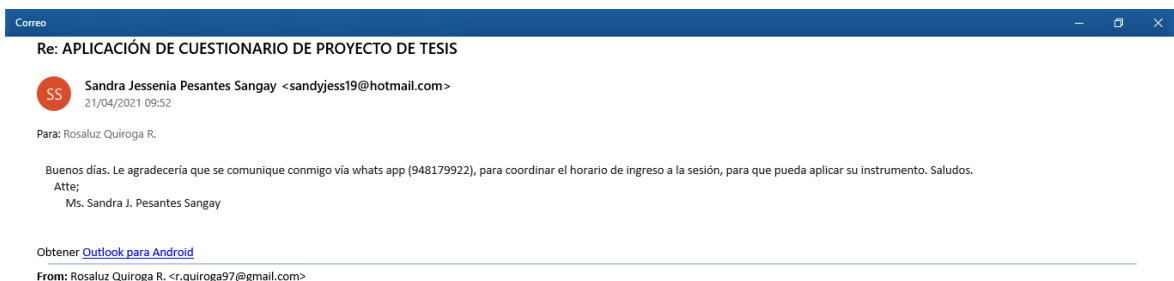 Correo
Re: APLICACIÓN DE CUESTIONARIO DE PROYECTO DE TESIS
SS
Sandra Jessenia Pesantes Sangay <sandyjess19@hotmail.com>
21/04/2021 09:52
Para: Rosaluz Quiroga R.
Buenos días. Le agradecería que se comunique conmigo vía whats app (948179922), para coordinar el horario de ingreso a la sesión, para que pueda aplicar su instrumento. Saludos.
Atte;
Ms. Sandra J. Pesantes Sangay
Obtener Outlook para Android
From: Rosaluz Quiroga R. <r.quiroga97@gmail.com>